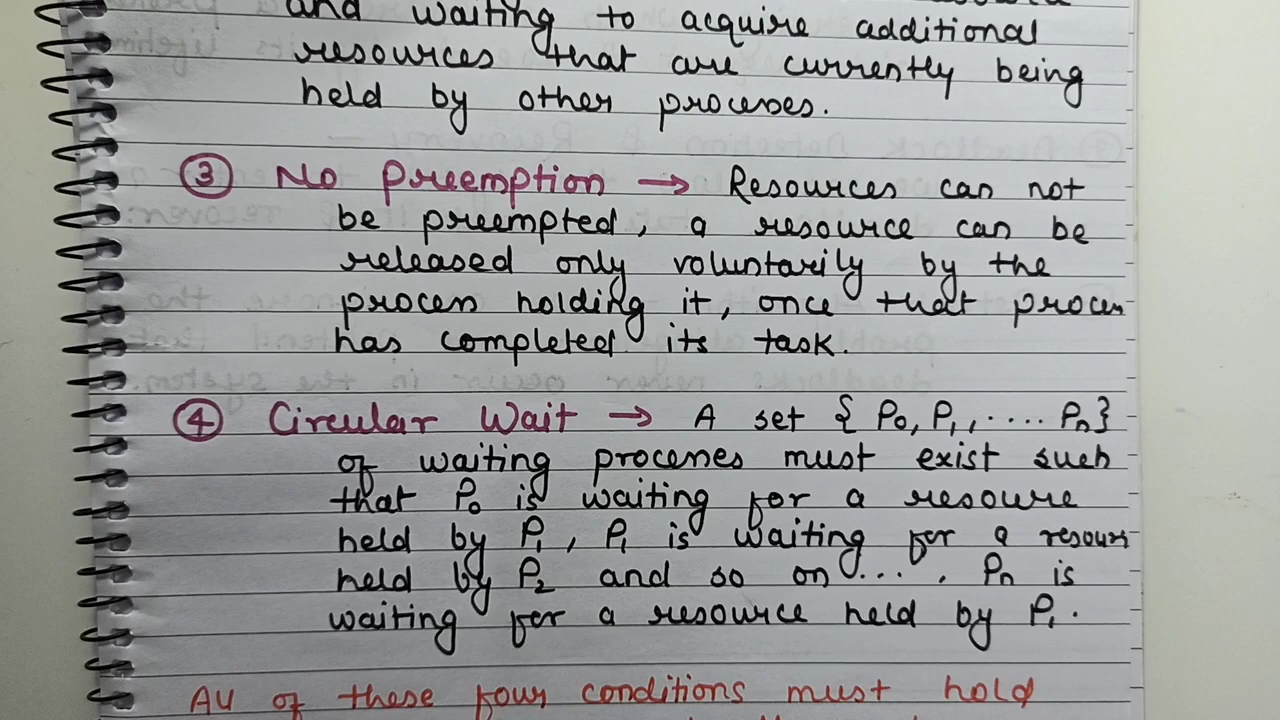 and waiting to acquire additional
resources that are currently being
held by other processes.
③ No Preemption → Resources can not
be preempted, a resource can be
released only voluntarily by the
process holding it, once that process
has completed its task.
④ Circular Wait → A set { P0, P1, .... Pn}
of waiting processes must exist such
that P0 is waiting for a resoure
held by P1, P1 is waiting for a resour
held by P2 and so on .... Pn is
waiting for a resource held by P1.
All of these four conditions must hold